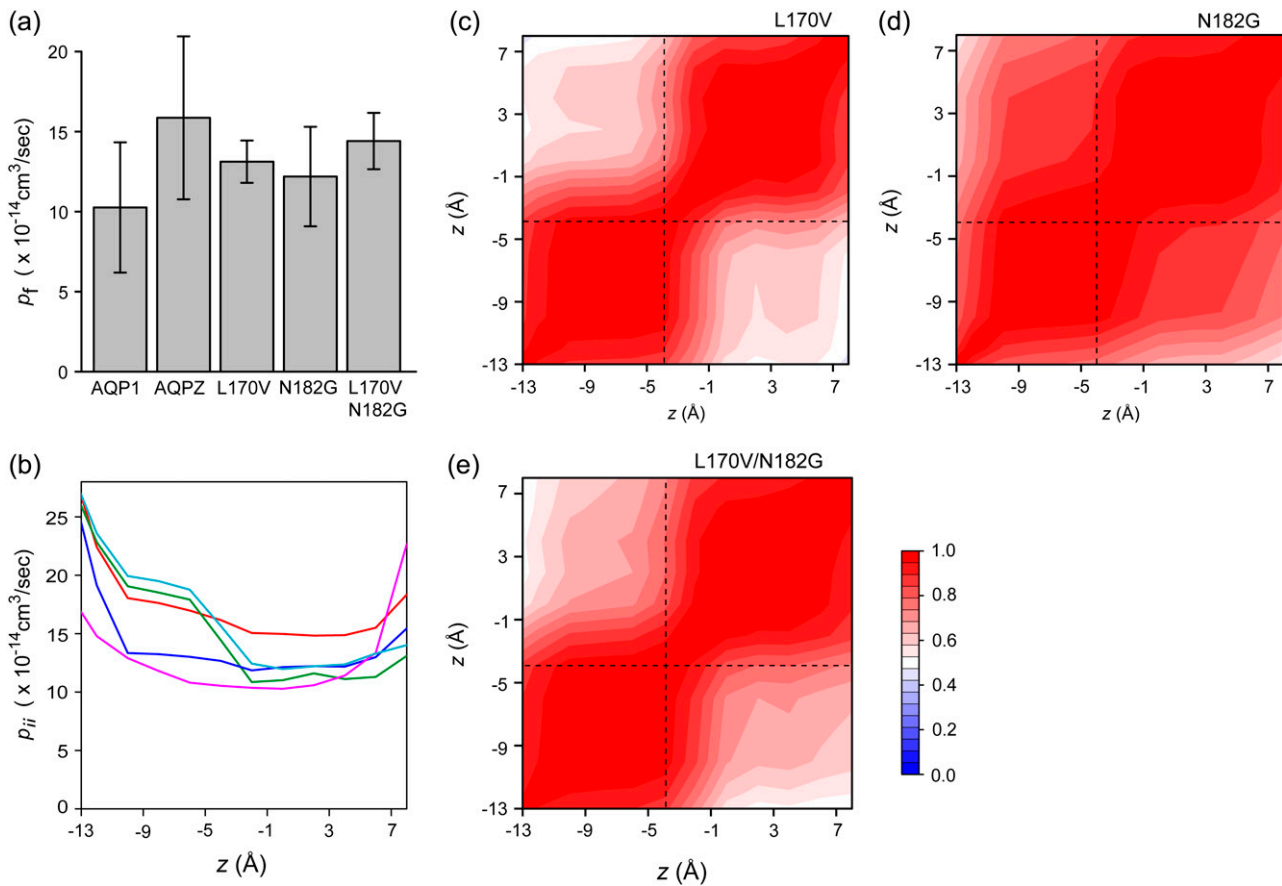 (a)
20
15
10
5
0
p_f ( x 10^-14 cm^3/sec)
AQP1 AQPZ L170V N182G L170V
N182G
(b)
25
20
15
10
5
0
p_ii ( x 10^-14 cm^3/sec)
-13 -9 -5 -1 3 7
z (Å)
(c)
L170V
7
3
-1
-5
-9
-13
z (Å)
-13 -9 -5 -1 3 7
z (Å)
(d)
N182G
7
3
-1
-5
-9
-13
z (Å)
-13 -9 -5 -1 3 7
z (Å)
(e)
L170V/N182G
7
3
-1
-5
-9
-13
z (Å)
-13 -9 -5 -1 3 7
z (Å)
1.0
0.8
0.6
0.4
0.2
0.0